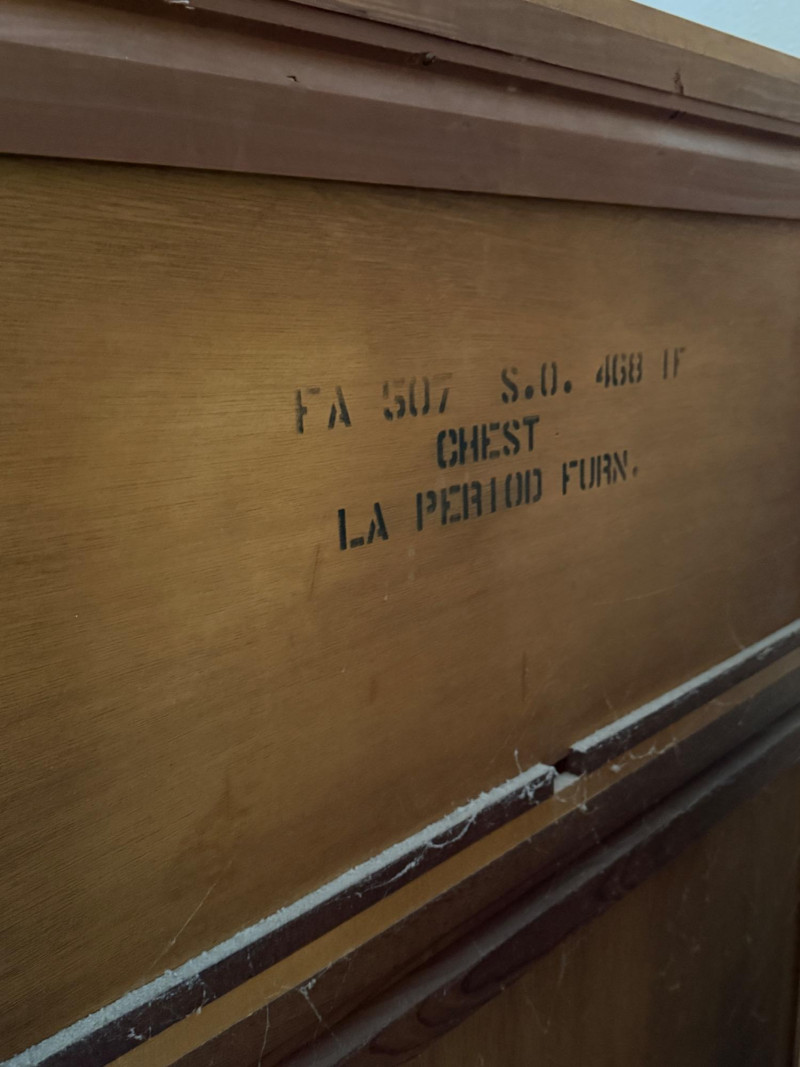 FA 507 S.O. 468 IF
CHEST
LA PERIOD FURN.